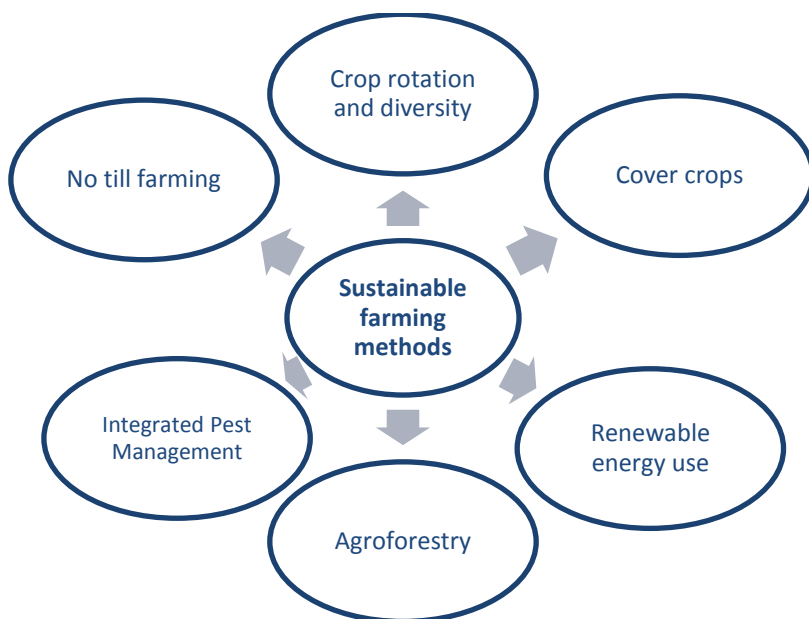 Crop rotation
and diversity
No till farming
Cover crops
Sustainable
farming
methods
Integrated Pest
Management
Renewable
energy use
Agroforestry